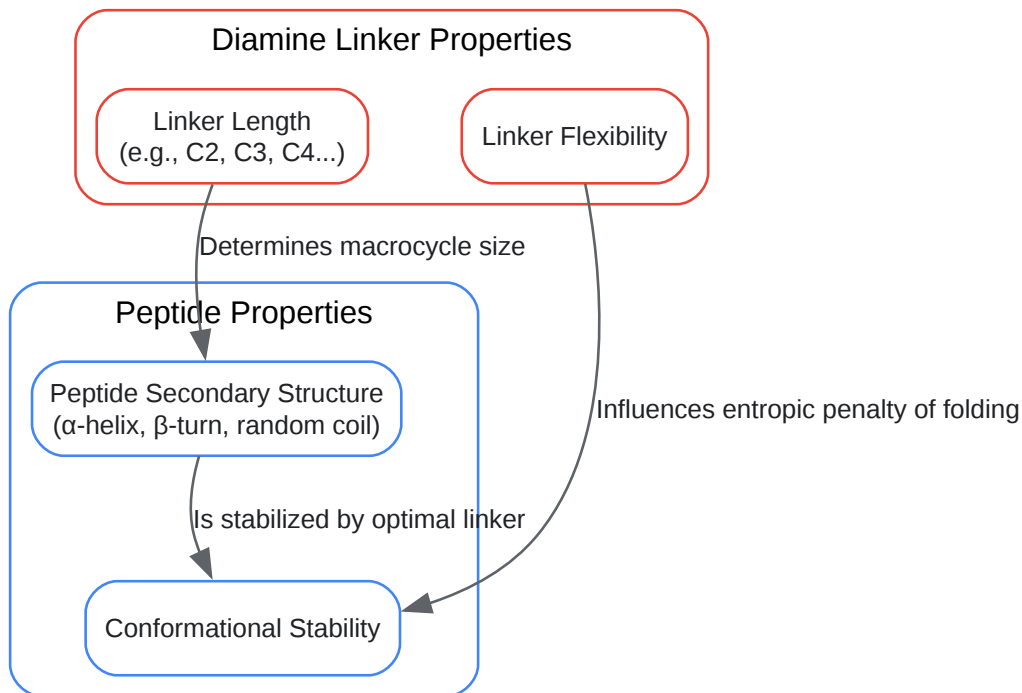 Diamine Linker Properties
Linker Length
(e.g., C2, C3, C4...)
Linker Flexibility
Determines macrocycle size
Peptide Properties
Peptide Secondary Structure
(α-helix, β-turn, random coil)
Influences entropic penalty of folding
Is stabilized by optimal linker
Conformational Stability